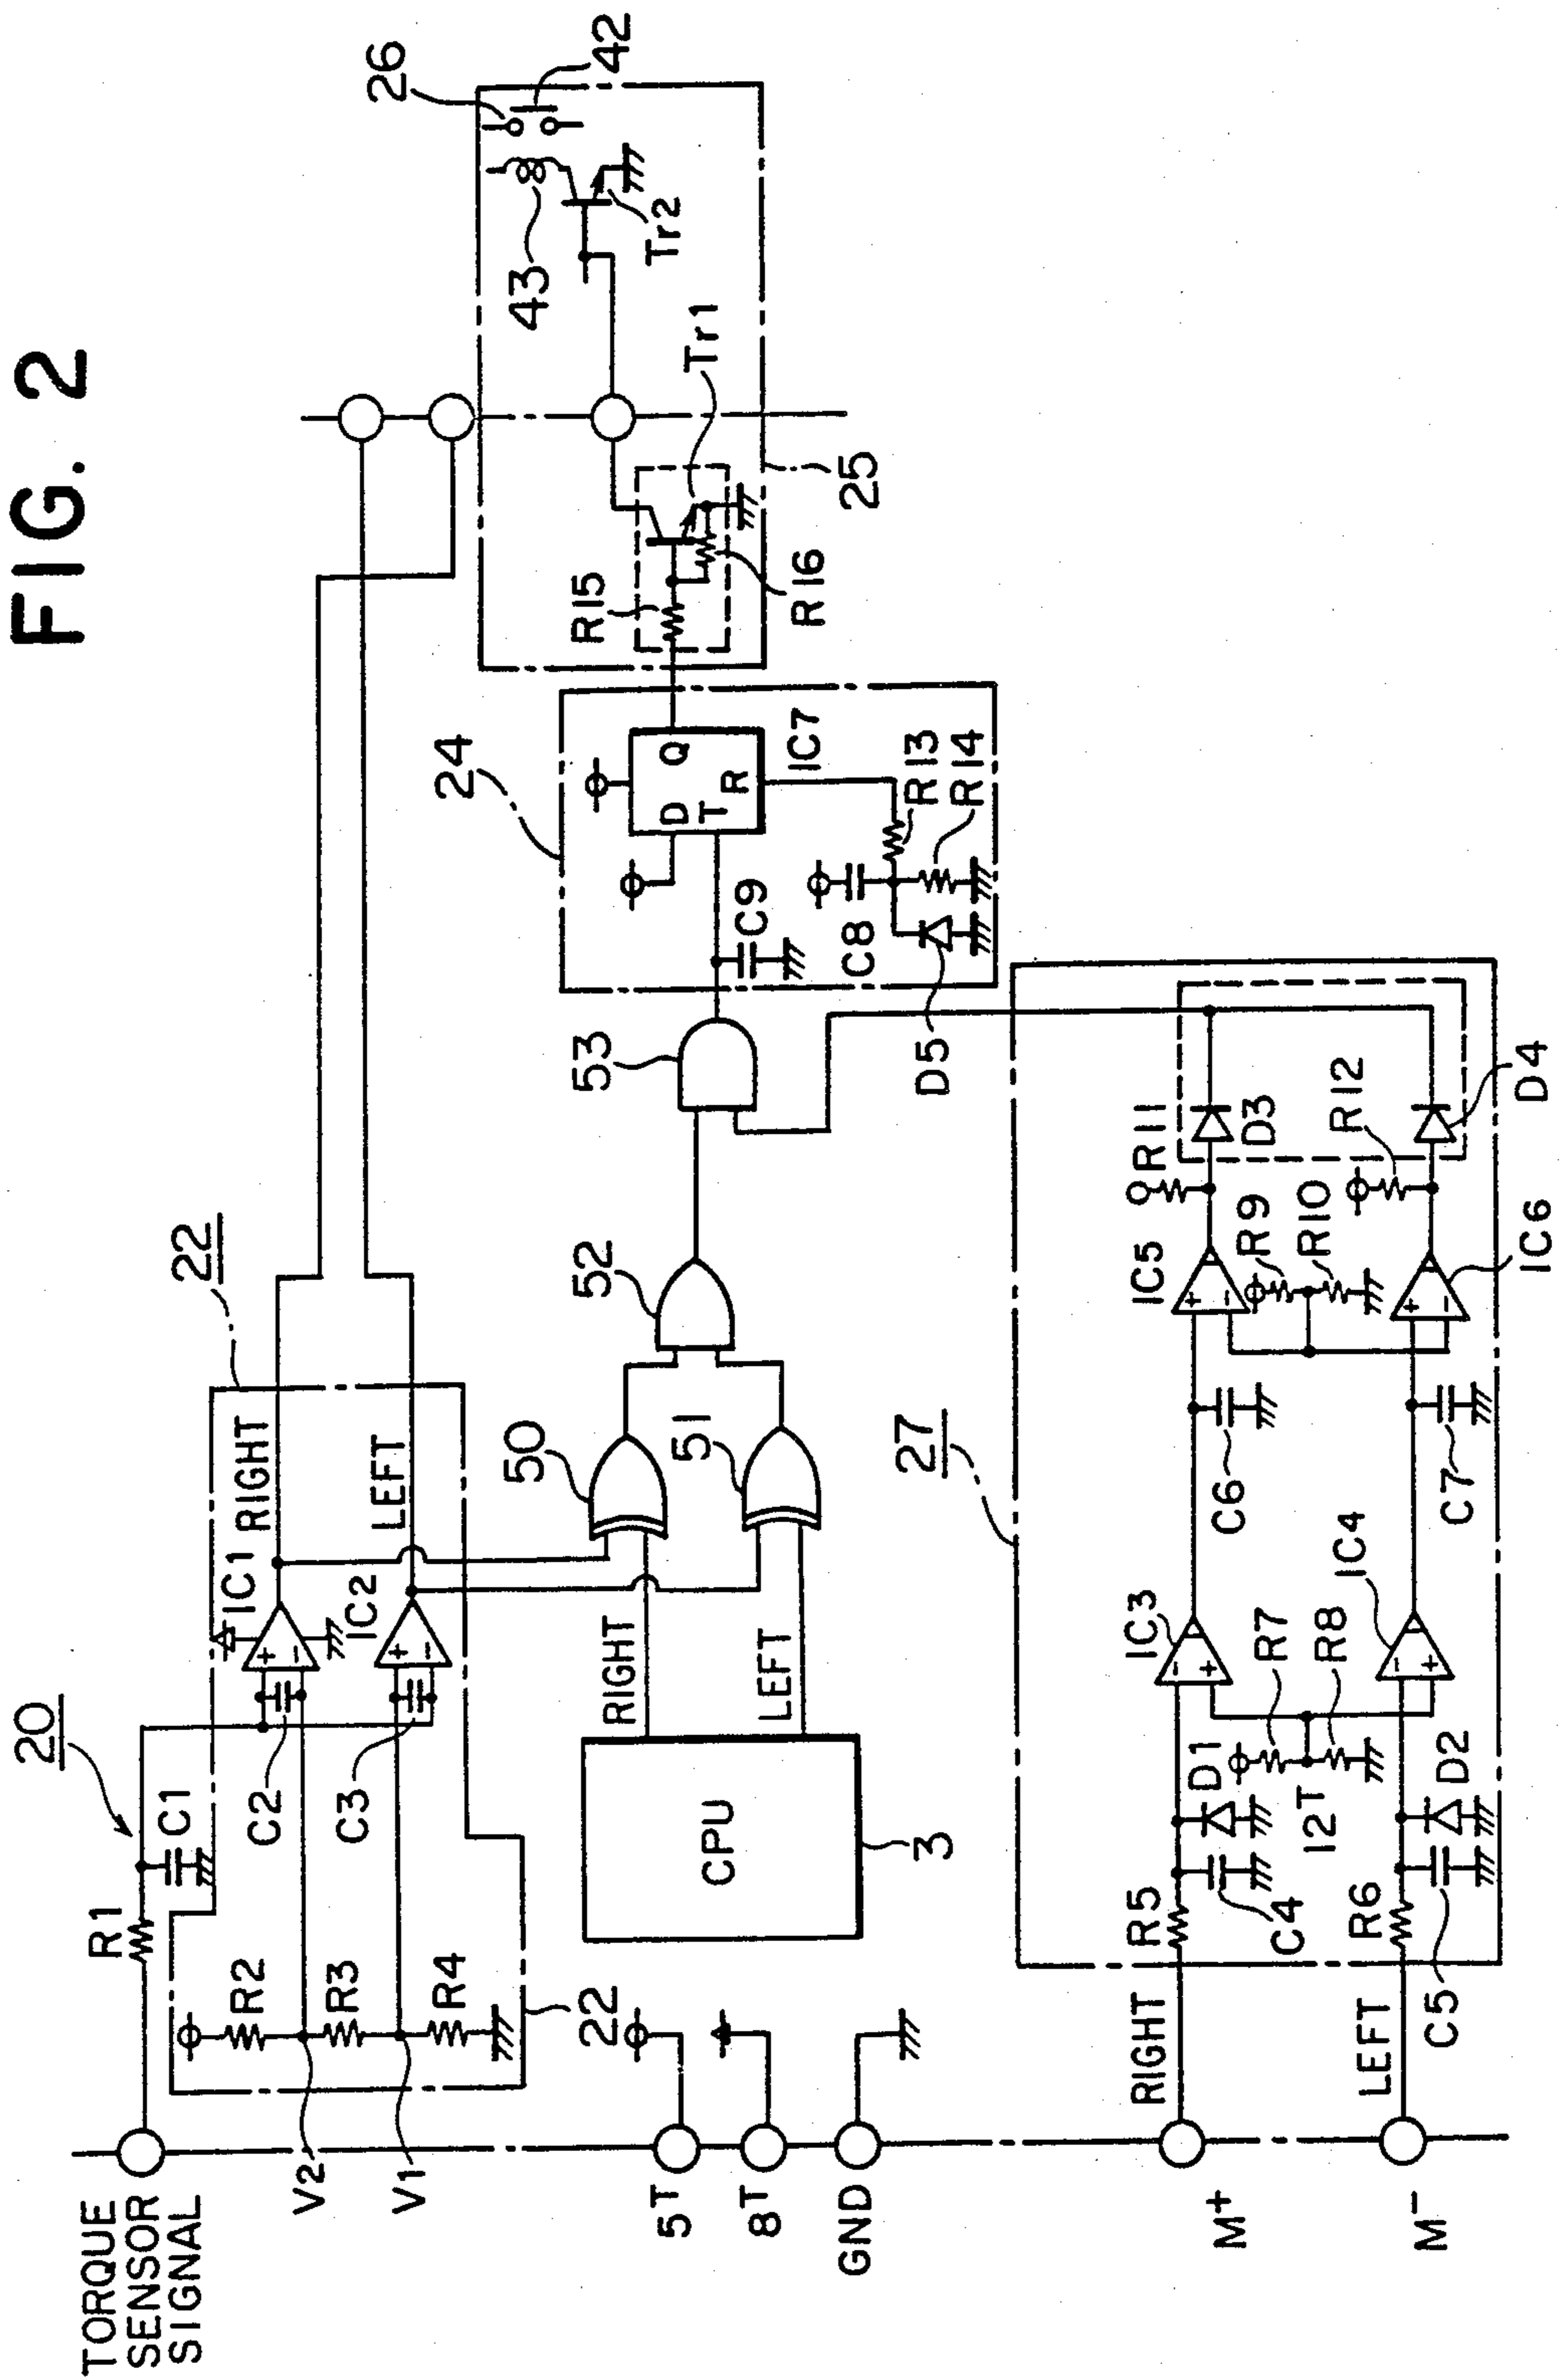 FIG. 2
TORQUE
SENSOR
SIGNAL
R1
C1
20
22
R2
R3
R4
V2
V1
C2
C3
IC1
IC2
RIGHT
LEFT
22
5T
8T
GND
CPU
3
RIGHT
LEFT
50
51
52
53
24
C9
D
T
Q
R
IC7
C8
R13
R14
D5
R15
R16
Tr1
25
43
Tr2
26
42
27
M+
M-
RIGHT
LEFT
R5
R6
C4
C5
D1
D2
12T
R7
R8
IC3
IC4
C6
C7
IC5
IC6
R9
R10
R11
R12
D3
D4
+
-
+
-
-
+
-
+
+
-
+
-